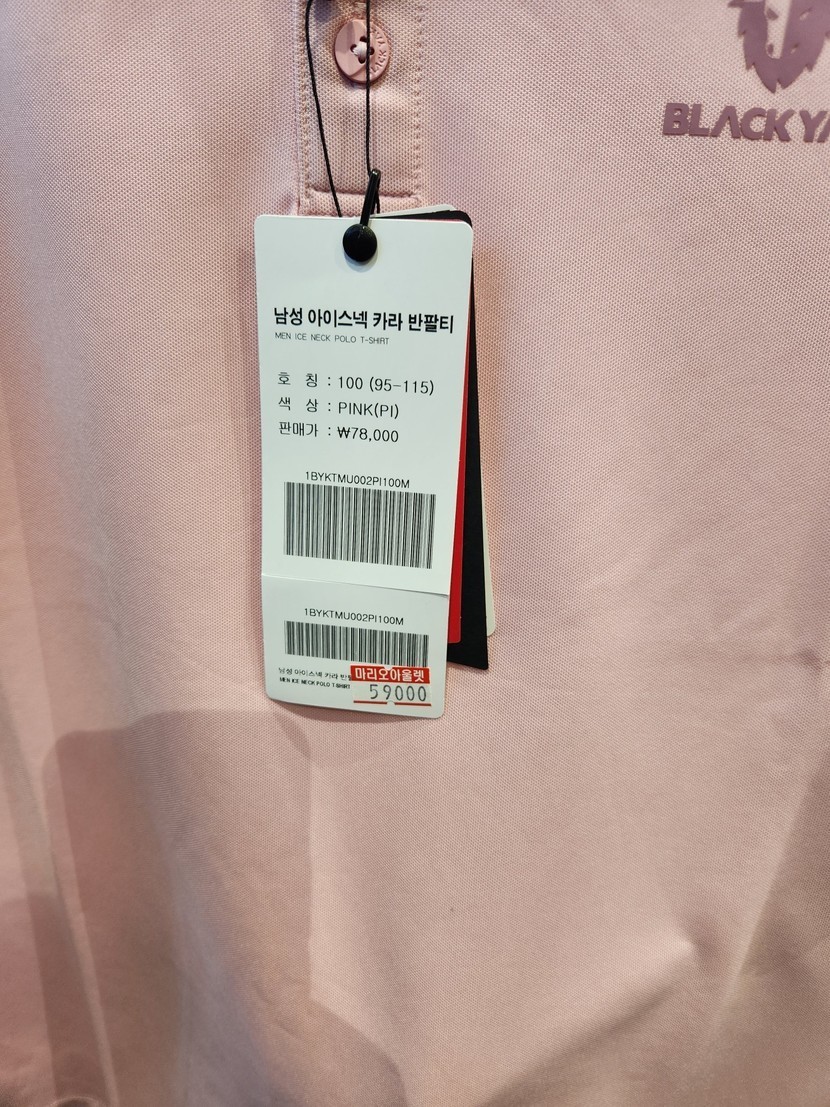 BLACK YA
남성 아이스넥 카라 반팔티
MEN ICE NECK POLO T-SHIRT
호 칭 : 100 (95-115)
색 상 : PINK(PI)
판매가 : ₩78,000
1BYKTMU002PI100M
1BYKTMU002PI100M
남성 아이스넥 카라 반팔
MEN ICE NECK POLO T-SHIRT
마리오아울렛
59000